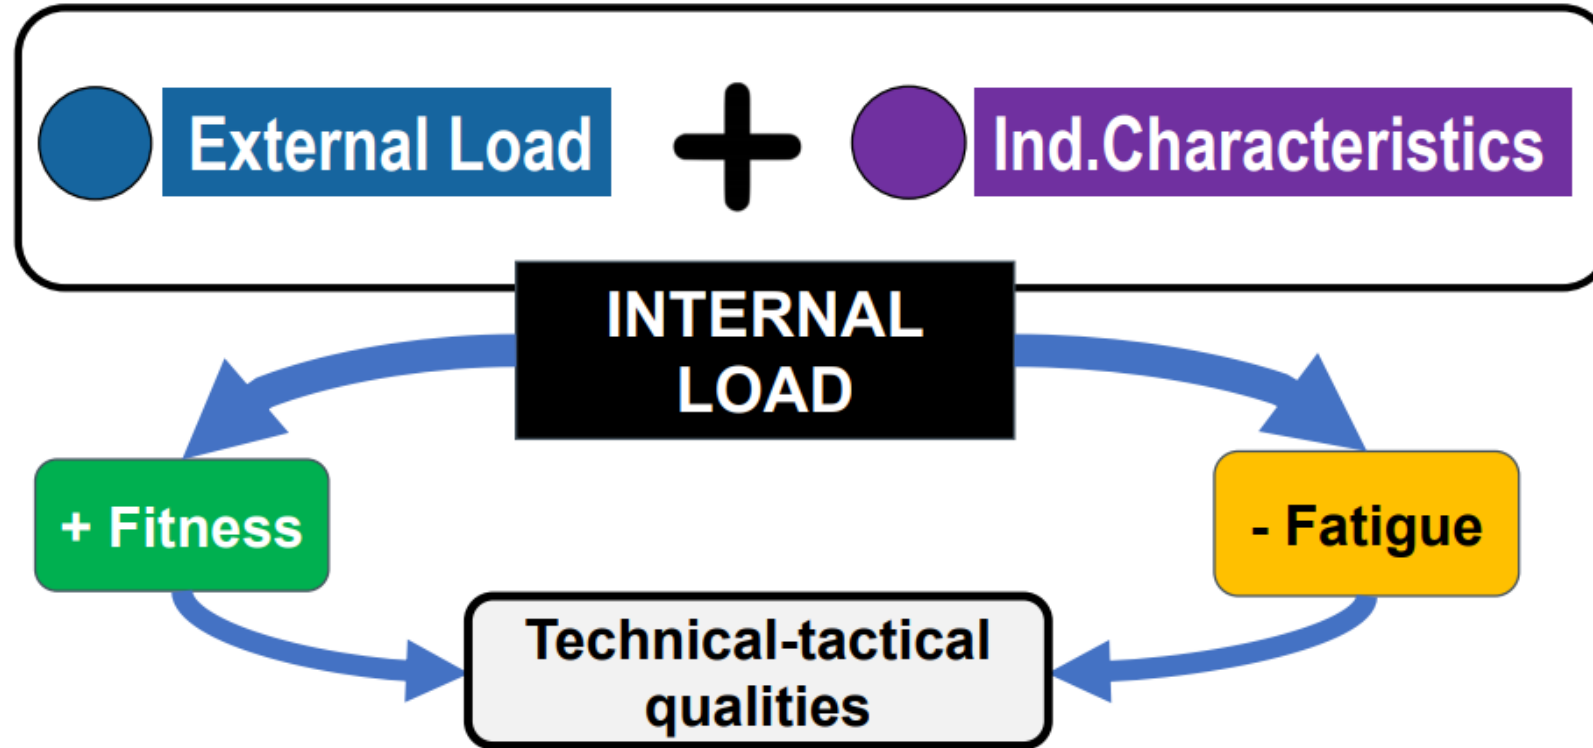 External Load
+
Ind.Characteristics
INTERNAL
LOAD
+ Fitness
- Fatigue
Technical-tactical
qualities